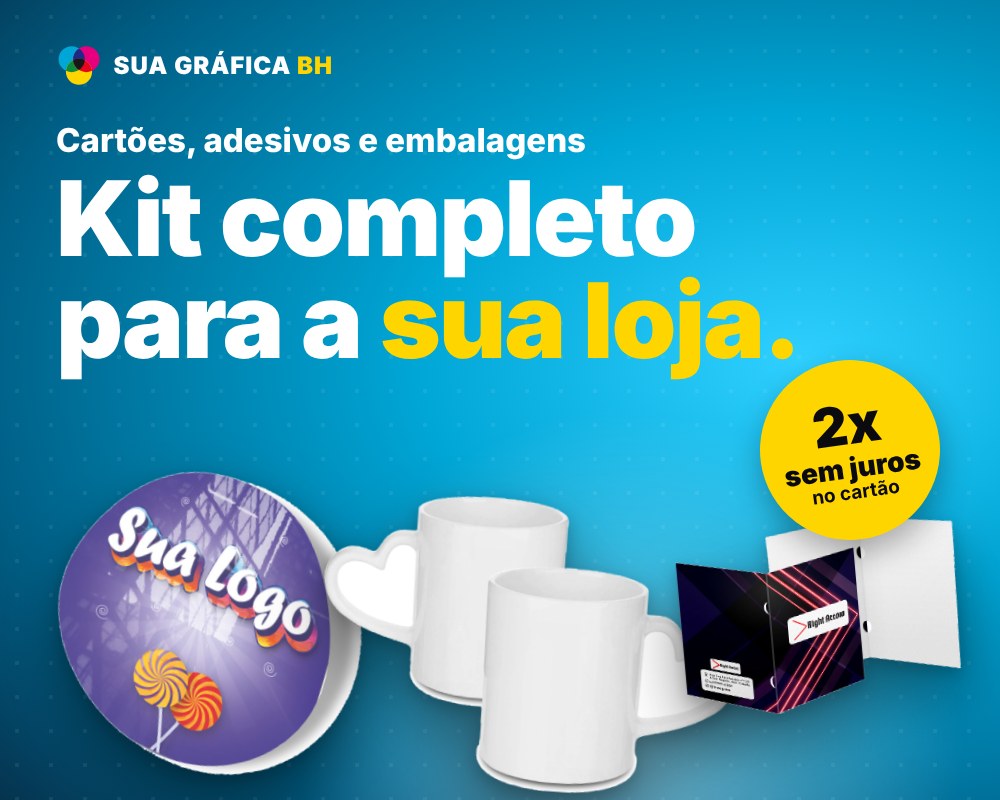 SUA GRÁFICA BH
Cartões, adesivos e embalagens
Kit completo
para a sua loja.
2x
sem juros
no cartão
Sua Logo
Right Accom